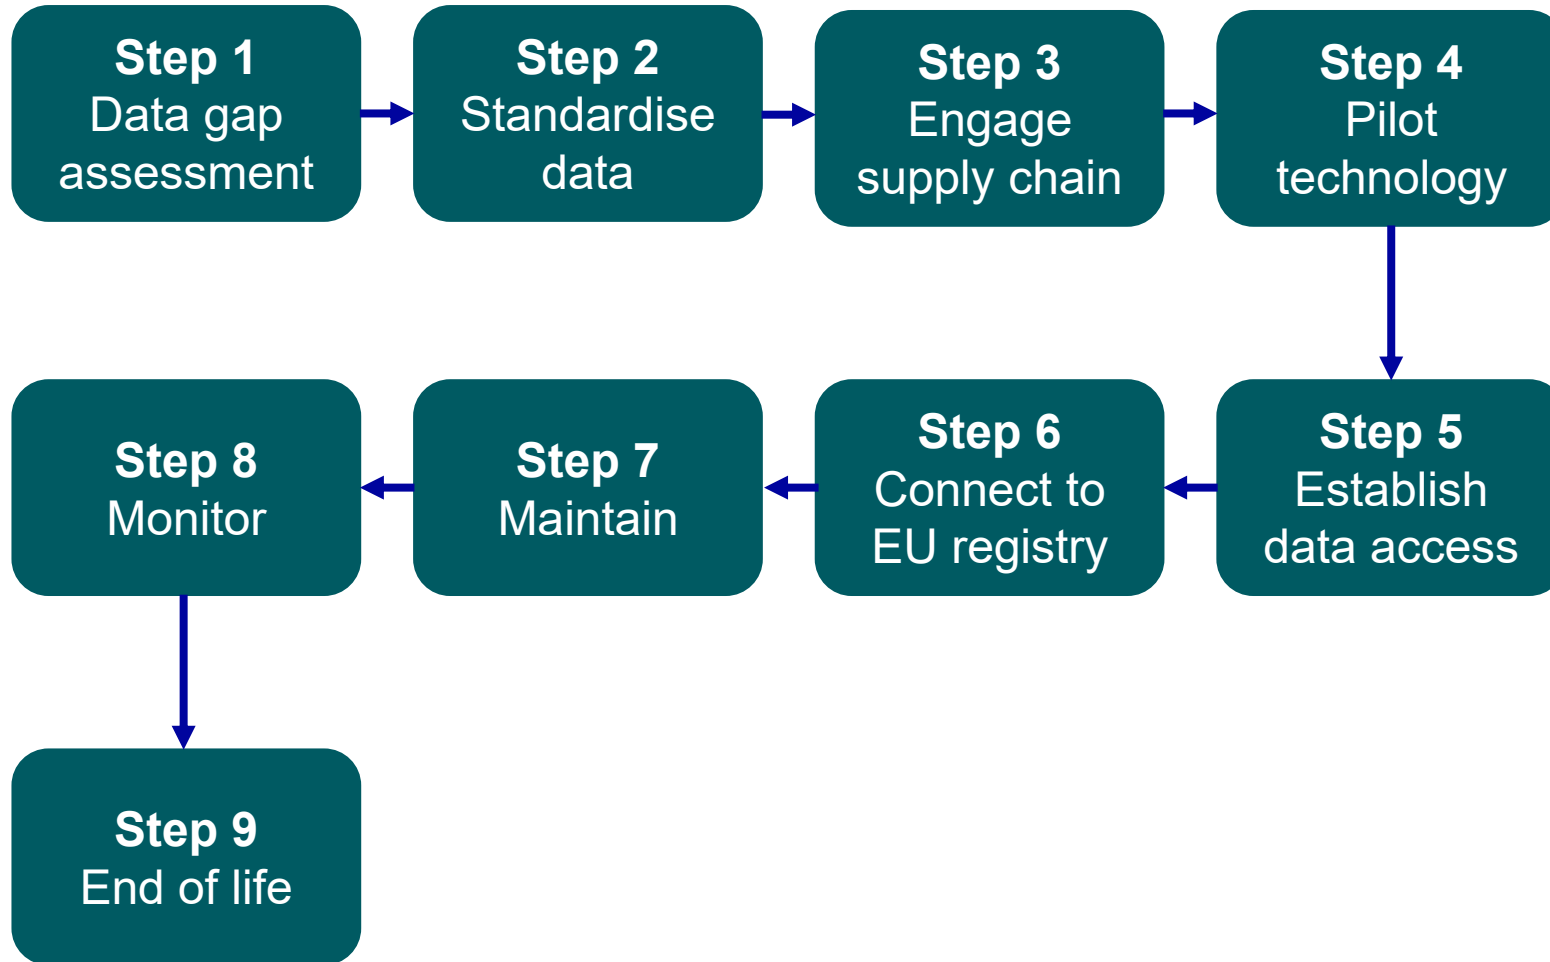 Step 1
Data gap
assessment
Step 2
Standardise
data
Step 3
Engage
supply chain
Step 4
Pilot
technology
Step 5
Establish
data access
Step 6
Connect to
EU registry
Step 7
Maintain
Step 8
Monitor
Step 9
End of life